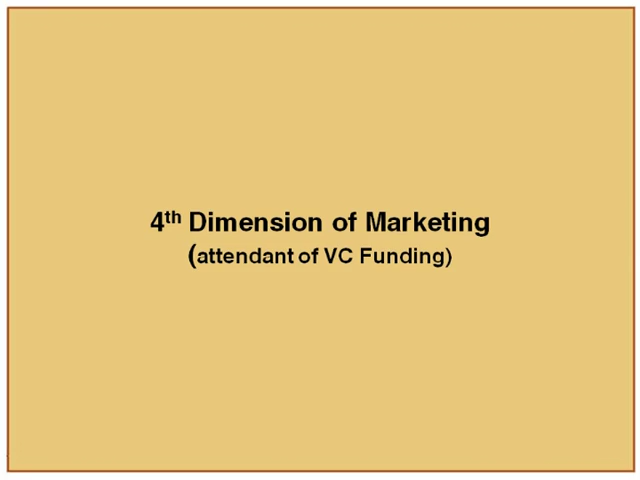 4th Dimension of Marketing
(attendant of VC Funding)